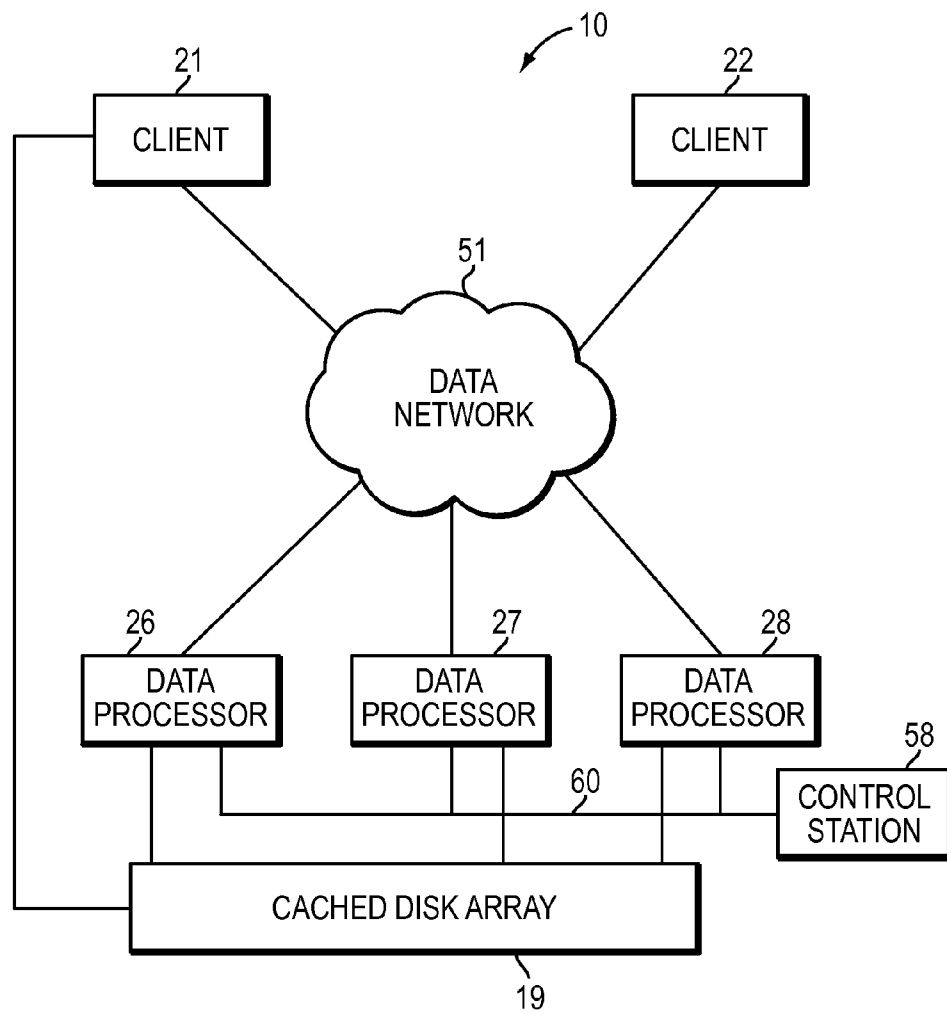 10
21
22
CLIENT
CLIENT
51
DATA
NETWORK
26
27
28
DATA
PROCESSOR
DATA
PROCESSOR
DATA
PROCESSOR
58
60
CONTROL
STATION
CACHED DISK ARRAY
19